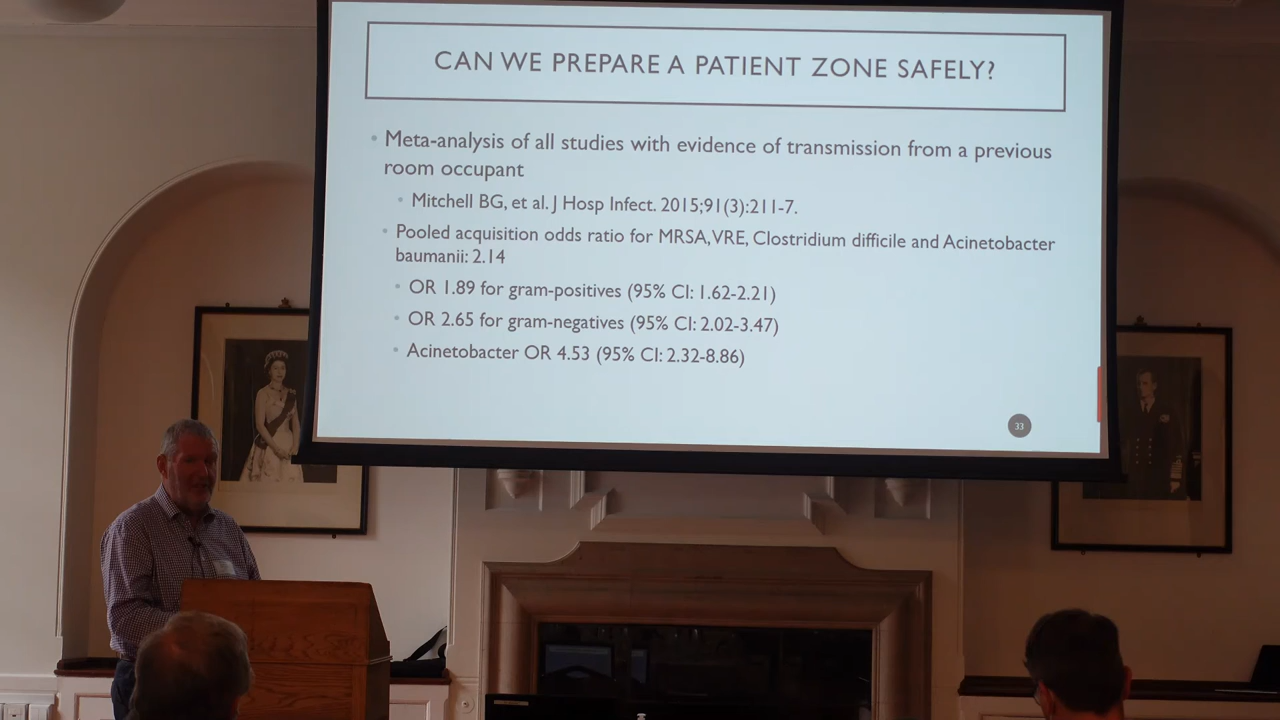 CAN WE PREPARE A PATIENT ZONE SAFELY?
Meta-analysis of all studies with evidence of transmission from a previous
room occupant
Mitchell BG, et al. J Hosp Infect. 2015;91(3):211-7.
Pooled acquisition odds ratio for MRSA, VRE, Clostridium difficile and Acinetobacter
baumanii: 2.14
OR 1.89 for gram-positives (95% CI: 1.62-2.21)
OR 2.65 for gram-negatives (95% CI: 2.02-3.47)
Acinetobacter OR 4.53 (95% CI: 2.32-8.86)
33